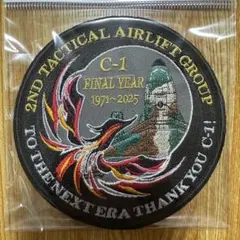 2ND TACTICAL AIRLIFT GROUP
C-1
FINAL YEAR
1971~2025
TO THE NEXT ERA THANK YOU C-1!